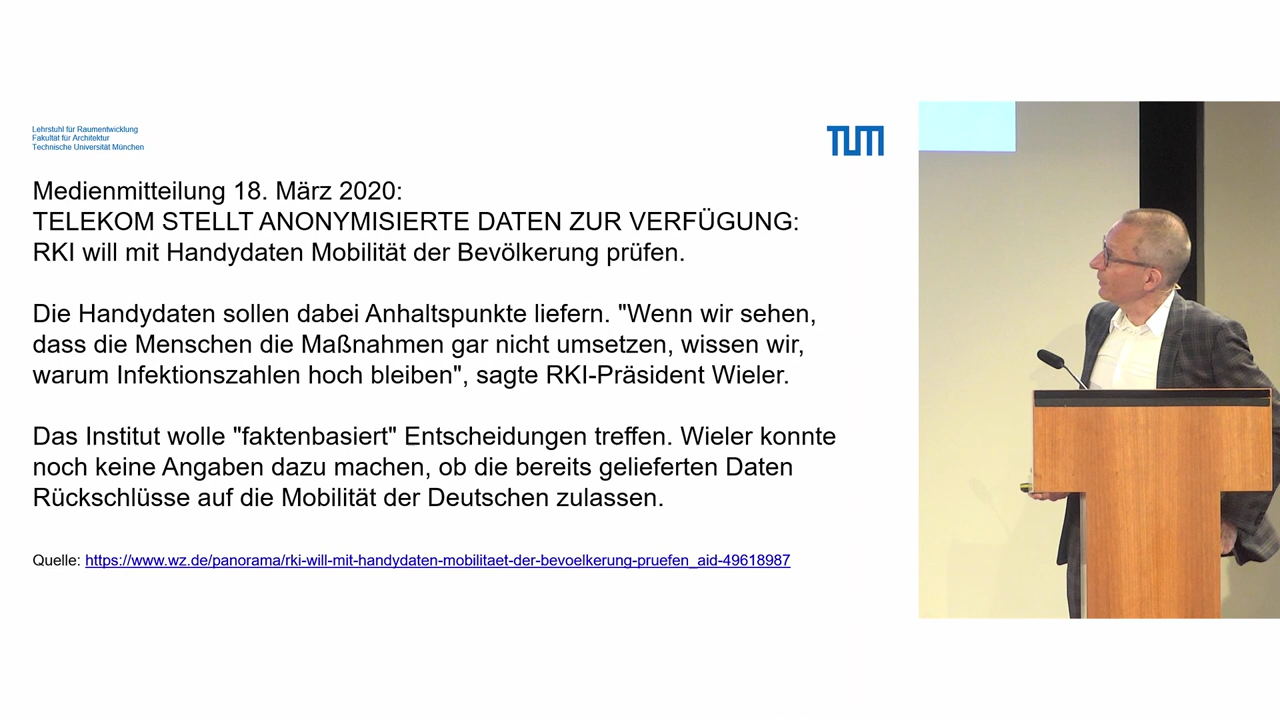 Lehrstuhl für Raumentwicklung
Fakultät für Architektur
Technische Universität München
TUM
Medienmitteilung 18. März 2020:
TELEKOM STELLT ANONYMISIERTE DATEN ZUR VERFÜGUNG:
RKI will mit Handydaten Mobilität der Bevölkerung prüfen.
Die Handydaten sollen dabei Anhaltspunkte liefern. "Wenn wir sehen,
dass die Menschen die Maßnahmen gar nicht umsetzen, wissen wir,
warum Infektionszahlen hoch bleiben", sagte RKI-Präsident Wieler.
Das Institut wolle "faktenbasiert" Entscheidungen treffen. Wieler konnte
noch keine Angaben dazu machen, ob die bereits gelieferten Daten
Rückschlüsse auf die Mobilität der Deutschen zulassen.
Quelle: https://www.wz.de/panorama/rki-will-mit-handydaten-mobilitaet-der-bevoelkerung-pruefen_aid-49618987